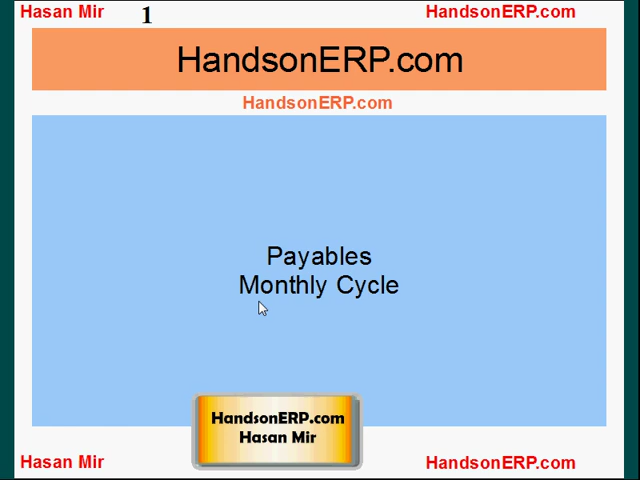 Hasan Mir 1 HandsonERP.com
HandsonERP.com
HandsonERP.com
Payables
Monthly Cycle
HandsonERP.com
Hasan Mir
Hasan Mir HandsonERP.com